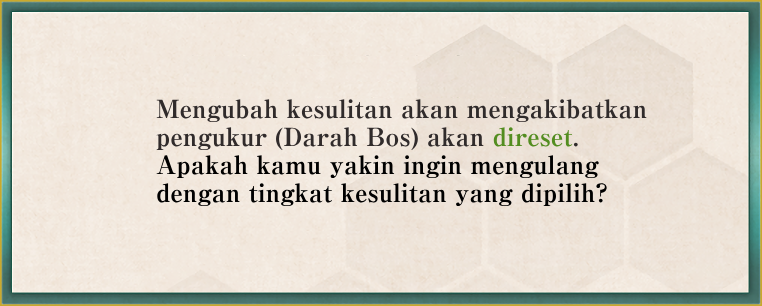 Mengubah kesulitan akan mengakibatkan
pengukur (Darah Bos) akan direset.
Apakah kamu yakin ingin mengulang
dengan tingkat kesulitan yang dipilih?